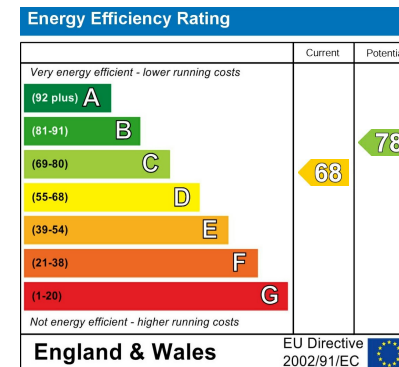 Energy Efficiency Rating
Current Potentia
Very energy efficient - lower running costs
(92 plus) A
(81-91) B
78
(69-80) C
68
(55-68) D
(39-54) E
(21-38) F
(1-20) G
Not energy efficient - higher running costs
England & Wales
EU Directive
2002/91/EC